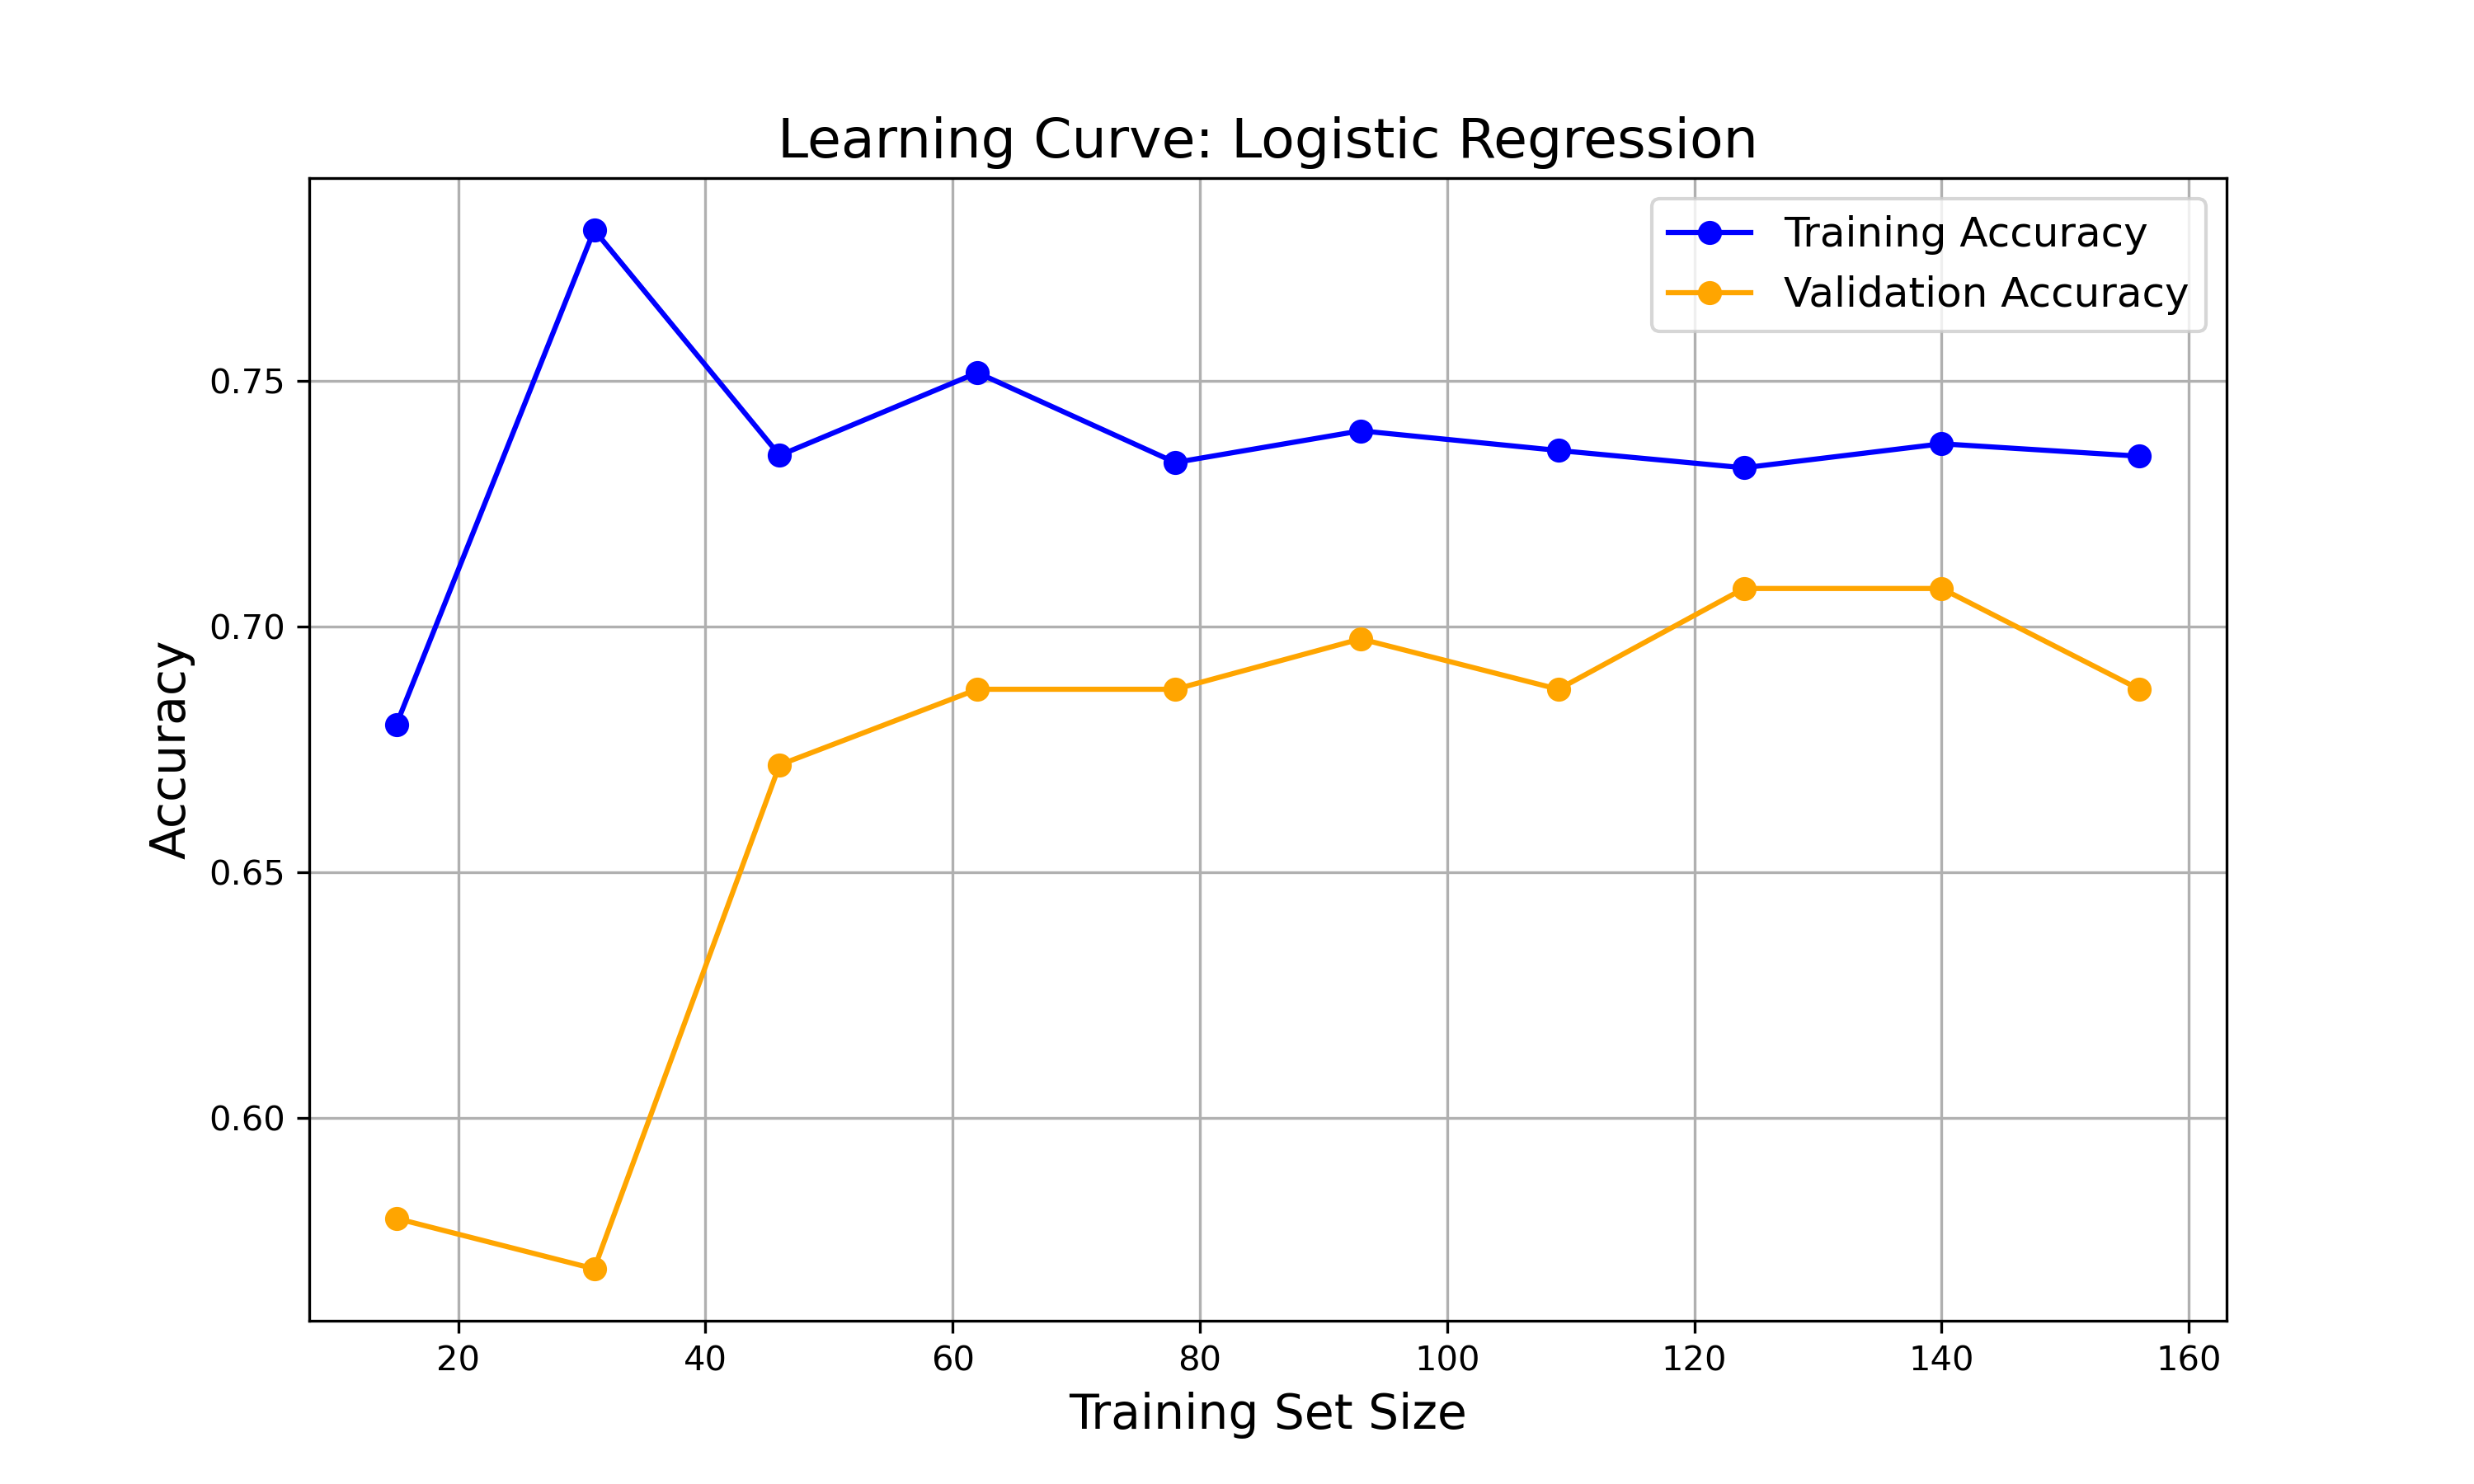 Learning Curve: Logistic Regression
Training Accuracy
Validation Accuracy
0.75
0.70
0.65
0.60
Accuracy
20 40 60 80 100 120 140 160
Training Set Size